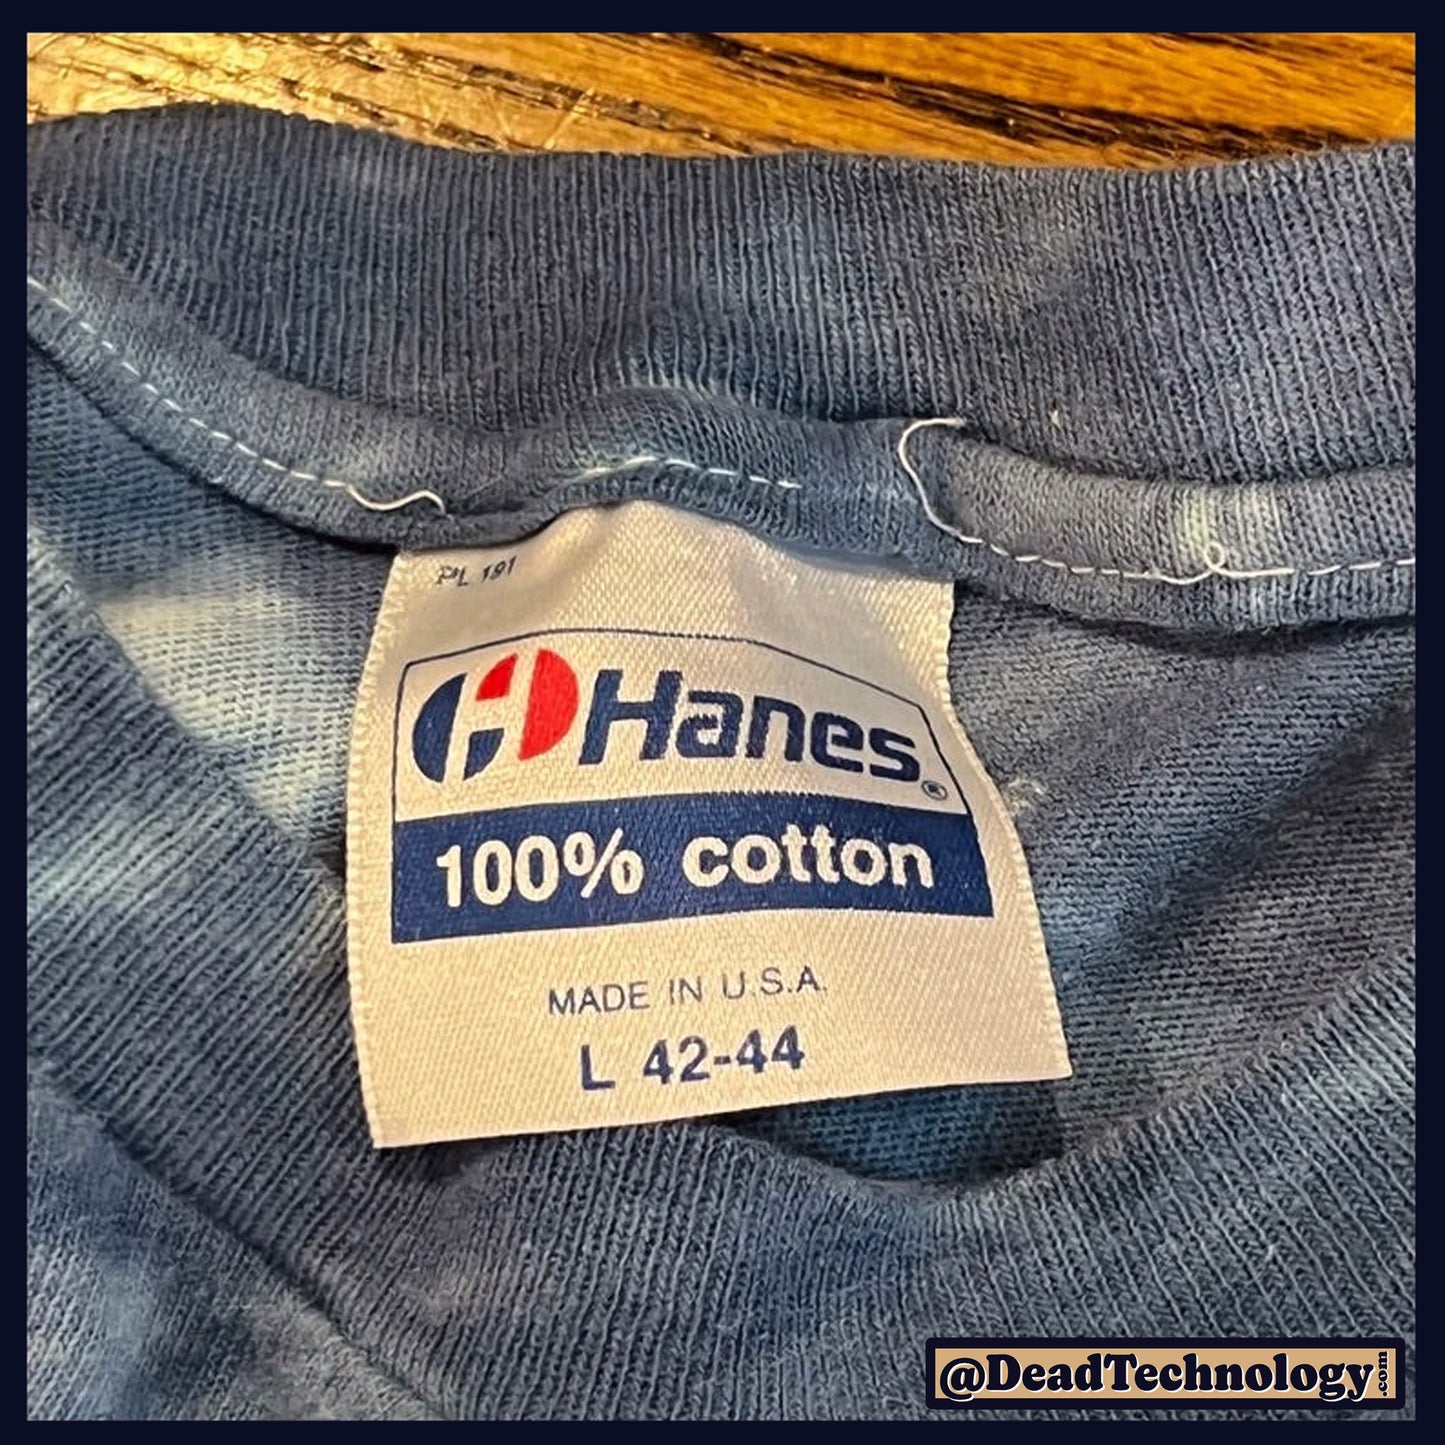 PL 191
Hanes®
100% cotton
MADE IN U.S.A.
L 42-44
@DeadTechnology.com